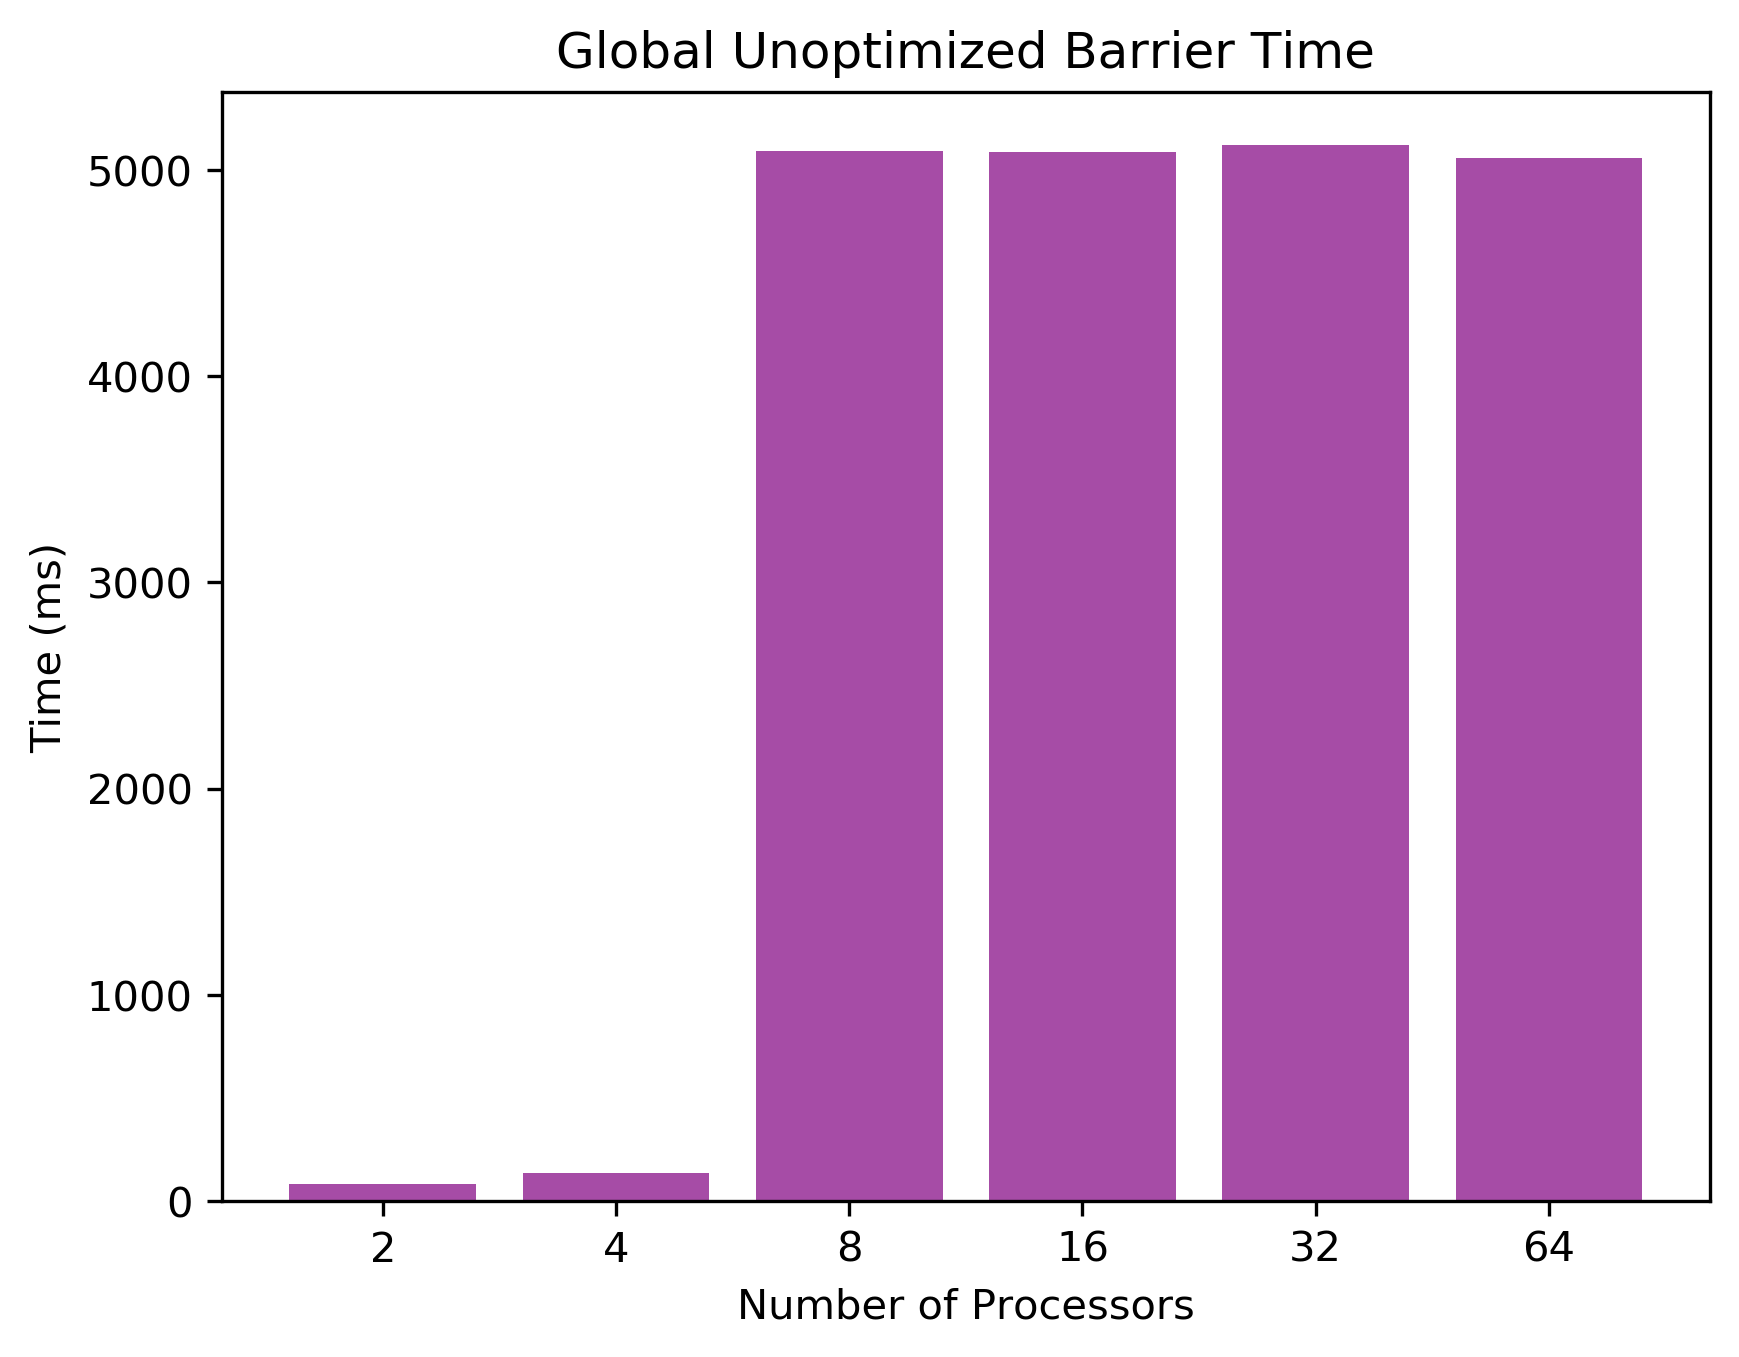 Global Unoptimized Barrier Time
5000
4000
3000
2000
1000
0
Time (ms)
2 4 8 16 32 64
Number of Processors